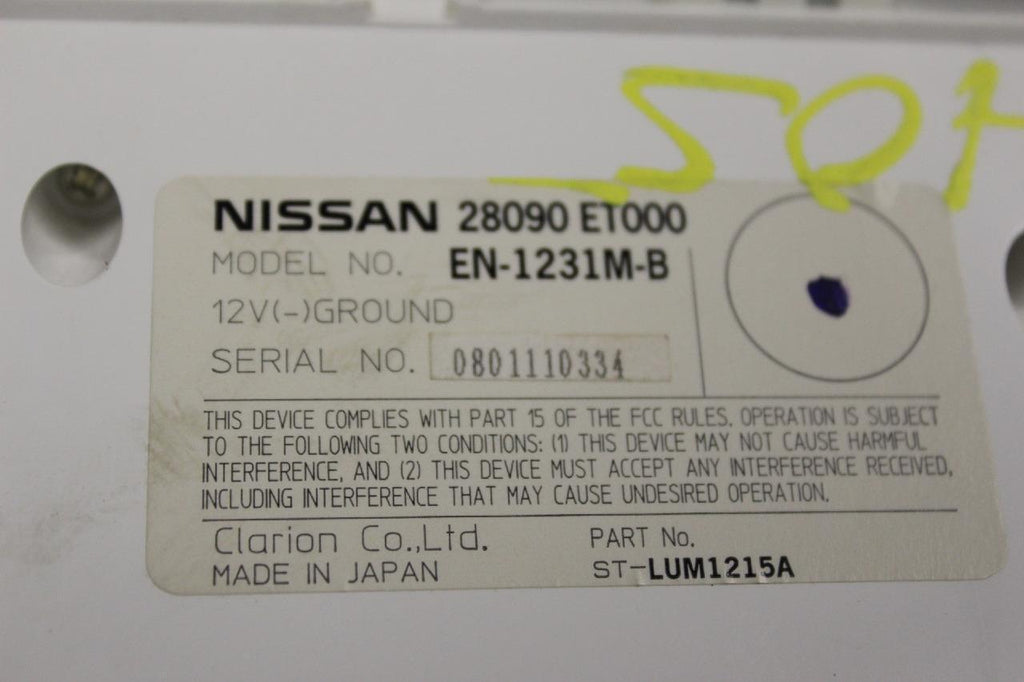 507
NISSAN 28090 ET000
MODEL NO. EN-1231M-B
12V(-)GROUND
SERIAL NO. 0801110334
THIS DEVICE COMPLIES WITH PART 15 OF THE FCC RULES. OPERATION IS SUBJECT
TO THE FOLLOWING TWO CONDITIONS: (1) THIS DEVICE MAY NOT CAUSE HARMFUL
INTERFERENCE, AND (2) THIS DEVICE MUST ACCEPT ANY INTERFERENCE RECEIVED,
INCLUDING INTERFERENCE THAT MAY CAUSE UNDESIRED OPERATION.
Clarion Co.,Ltd. PART No.
MADE IN JAPAN ST-LUM1215A